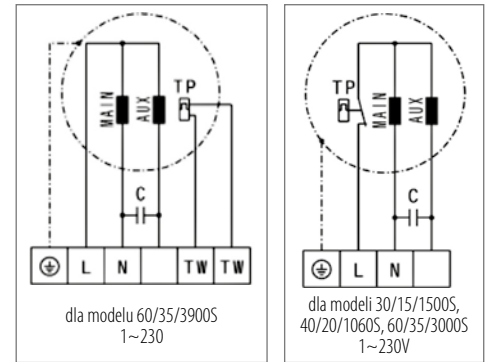 TP
MAIN
AUX
C
L N TW TW
dla modelu 60/35/3900S
1~230
TP
MAIN
AUX
C
L N
dla modeli 30/15/1500S,
40/20/1060S, 60/35/3000S
1~230V